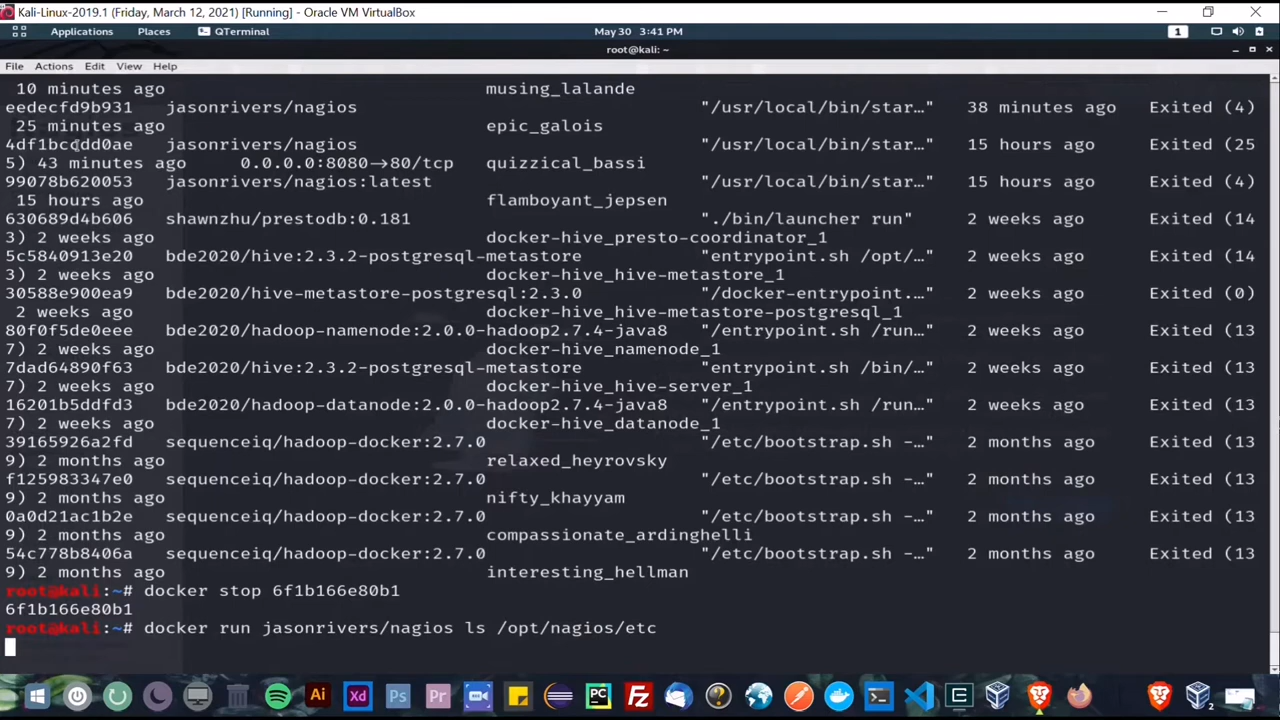 Kali-Linux-2019.1 (Friday, March 12, 2021) [Running] - Oracle VM VirtualBox
Applications Places QTerminal May 30 3:41 PM 1
root@kali: ~
File Actions Edit View Help
10 minutes ago musing_lalande
eedecfd9b931 jasonrivers/nagios "/usr/local/bin/star…" 38 minutes ago Exited (4)
25 minutes ago epic_galois
4df1bccdd0ae jasonrivers/nagios "/usr/local/bin/star…" 15 hours ago Exited (25
5) 43 minutes ago 0.0.0.0:8080→80/tcp quizzical_bassi
99078b620053 jasonrivers/nagios:latest "/usr/local/bin/star…" 15 hours ago Exited (4)
15 hours ago flamboyant_jepsen
630689d4b606 shawnzhu/prestodb:0.181 "./bin/launcher run" 2 weeks ago Exited (14
3) 2 weeks ago docker-hive_presto-coordinator_1
5c5840913e20 bde2020/hive:2.3.2-postgresql-metastore "entrypoint.sh /opt/…" 2 weeks ago Exited (14
3) 2 weeks ago docker-hive_hive-metastore_1
30588e900ea9 bde2020/hive-metastore-postgresql:2.3.0 "/docker-entrypoint.…" 2 weeks ago Exited (0)
2 weeks ago docker-hive_hive-metastore-postgresql_1
80f0f5de0eee bde2020/hadoop-namenode:2.0.0-hadoop2.7.4-java8 "/entrypoint.sh /run…" 2 weeks ago Exited (13
7) 2 weeks ago docker-hive_namenode_1
7dad64890f63 bde2020/hive:2.3.2-postgresql-metastore "entrypoint.sh /bin/…" 2 weeks ago Exited (13
7) 2 weeks ago docker-hive_hive-server_1
16201b5ddfd3 bde2020/hadoop-datanode:2.0.0-hadoop2.7.4-java8 "/entrypoint.sh /run…" 2 weeks ago Exited (13
7) 2 weeks ago docker-hive_datanode_1
39165926a2fd sequenceiq/hadoop-docker:2.7.0 "/etc/bootstrap.sh -…" 2 months ago Exited (13
9) 2 months ago relaxed_heyrovsky
f125983347e0 sequenceiq/hadoop-docker:2.7.0 "/etc/bootstrap.sh -…" 2 months ago Exited (13
9) 2 months ago nifty_khayyam
0a0d21ac1b2e sequenceiq/hadoop-docker:2.7.0 "/etc/bootstrap.sh -…" 2 months ago Exited (13
9) 2 months ago compassionate_ardinghelli
54c778b8406a sequenceiq/hadoop-docker:2.7.0 "/etc/bootstrap.sh -…" 2 months ago Exited (13
9) 2 months ago interesting_hellman
root@kali:~# docker stop 6f1b166e80b1
6f1b166e80b1
root@kali:~# docker run jasonrivers/nagios ls /opt/nagios/etc
Ai Xd Ps Pr PC Fz 2